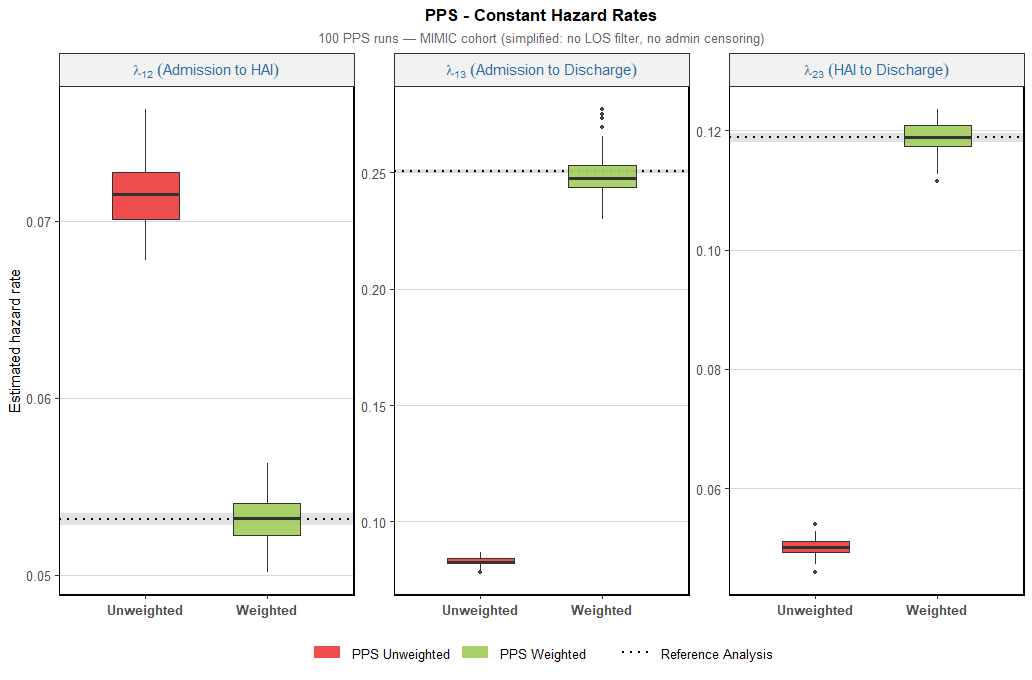 PPS - Constant Hazard Rates
100 PPS runs — MIMIC cohort (simplified: no LOS filter, no admin censoring)
λ₁₂ (Admission to HAI)
λ₁₃ (Admission to Discharge)
λ₂₃ (HAI to Discharge)
Estimated hazard rate
0.07
0.06
0.05
0.25
0.20
0.15
0.10
0.12
0.10
0.08
0.06
Unweighted Weighted
Unweighted Weighted
Unweighted Weighted
PPS Unweighted PPS Weighted Reference Analysis